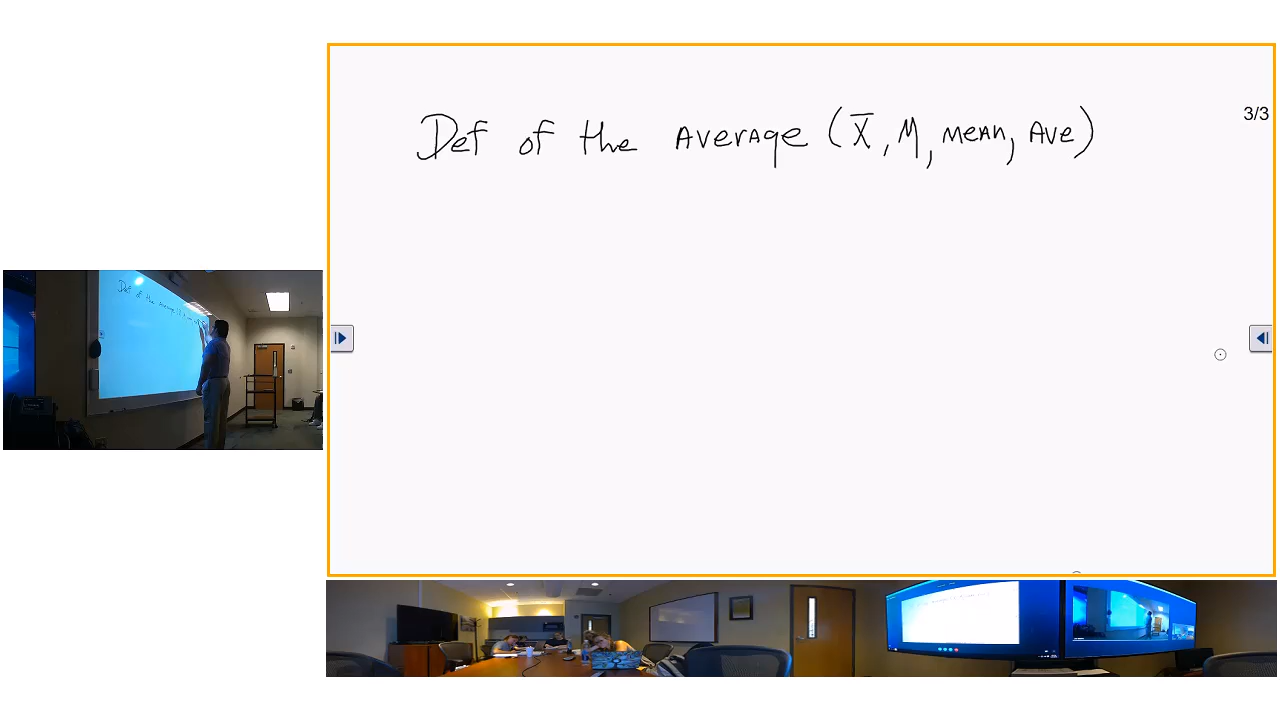 Def of the Average (X̄, M, mean, Ave)
3/3